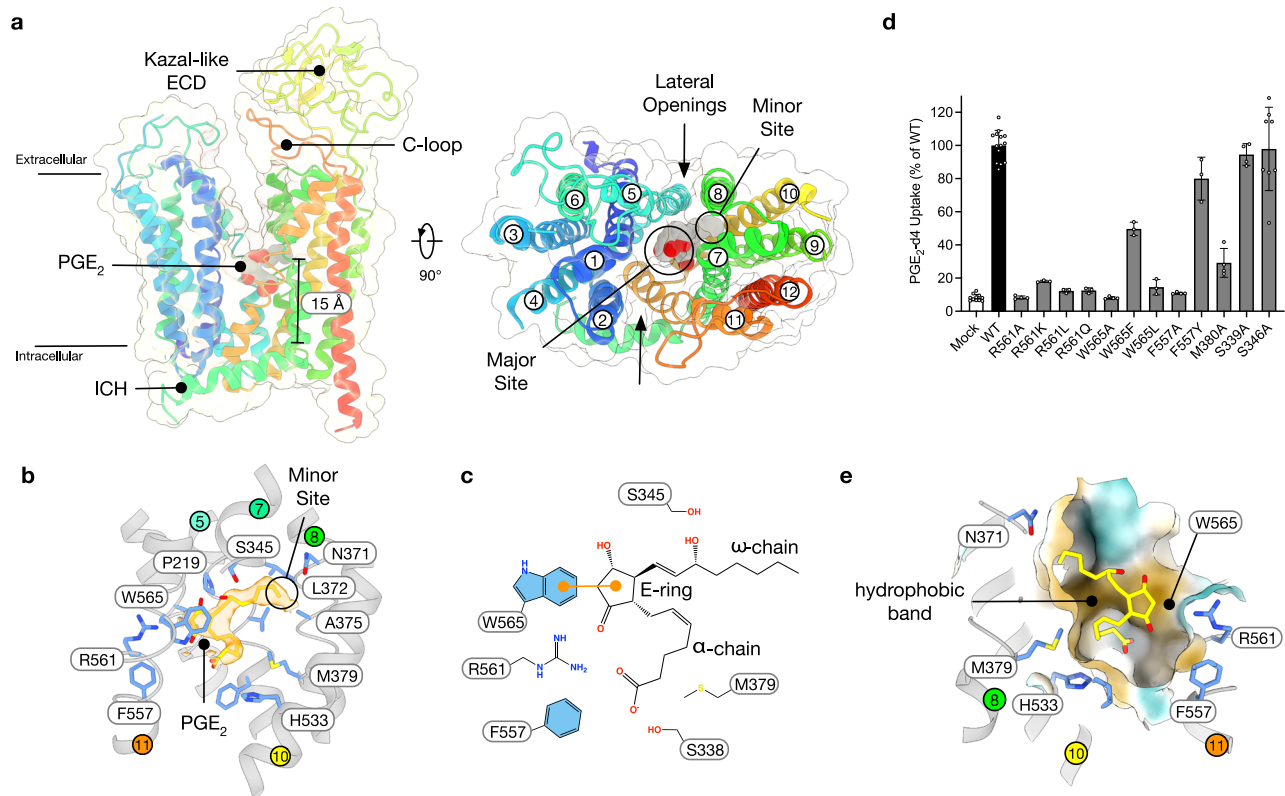 a
Kazal-like
ECD
C-loop
Extracellular
PGE2
15 Å
Intracellular
ICH
90°
Lateral
Openings
Minor
Site
Major
Site
1
2
3
4
5
6
7
8
9
10
11
12
d
PGE2-d4 Uptake (% of WT)
120
100
80
60
40
20
0
Mock
WT
R561A
R561K
R561L
R561Q
W565A
W565F
W565L
F557A
F557Y
M380A
S339A
S346A
b
Minor
Site
5
7
8
S345
N371
P219
L372
W565
A375
R561
M379
F557
PGE2
H533
11
10
c
S345
OH
HO
HO
ω-chain
E-ring
W565
H
N
O
α-chain
R561
NH
N
H
NH2
O
O-
S
M379
F557
HO
S338
e
N371
W565
hydrophobic
band
R561
M379
8
H533
F557
10
11